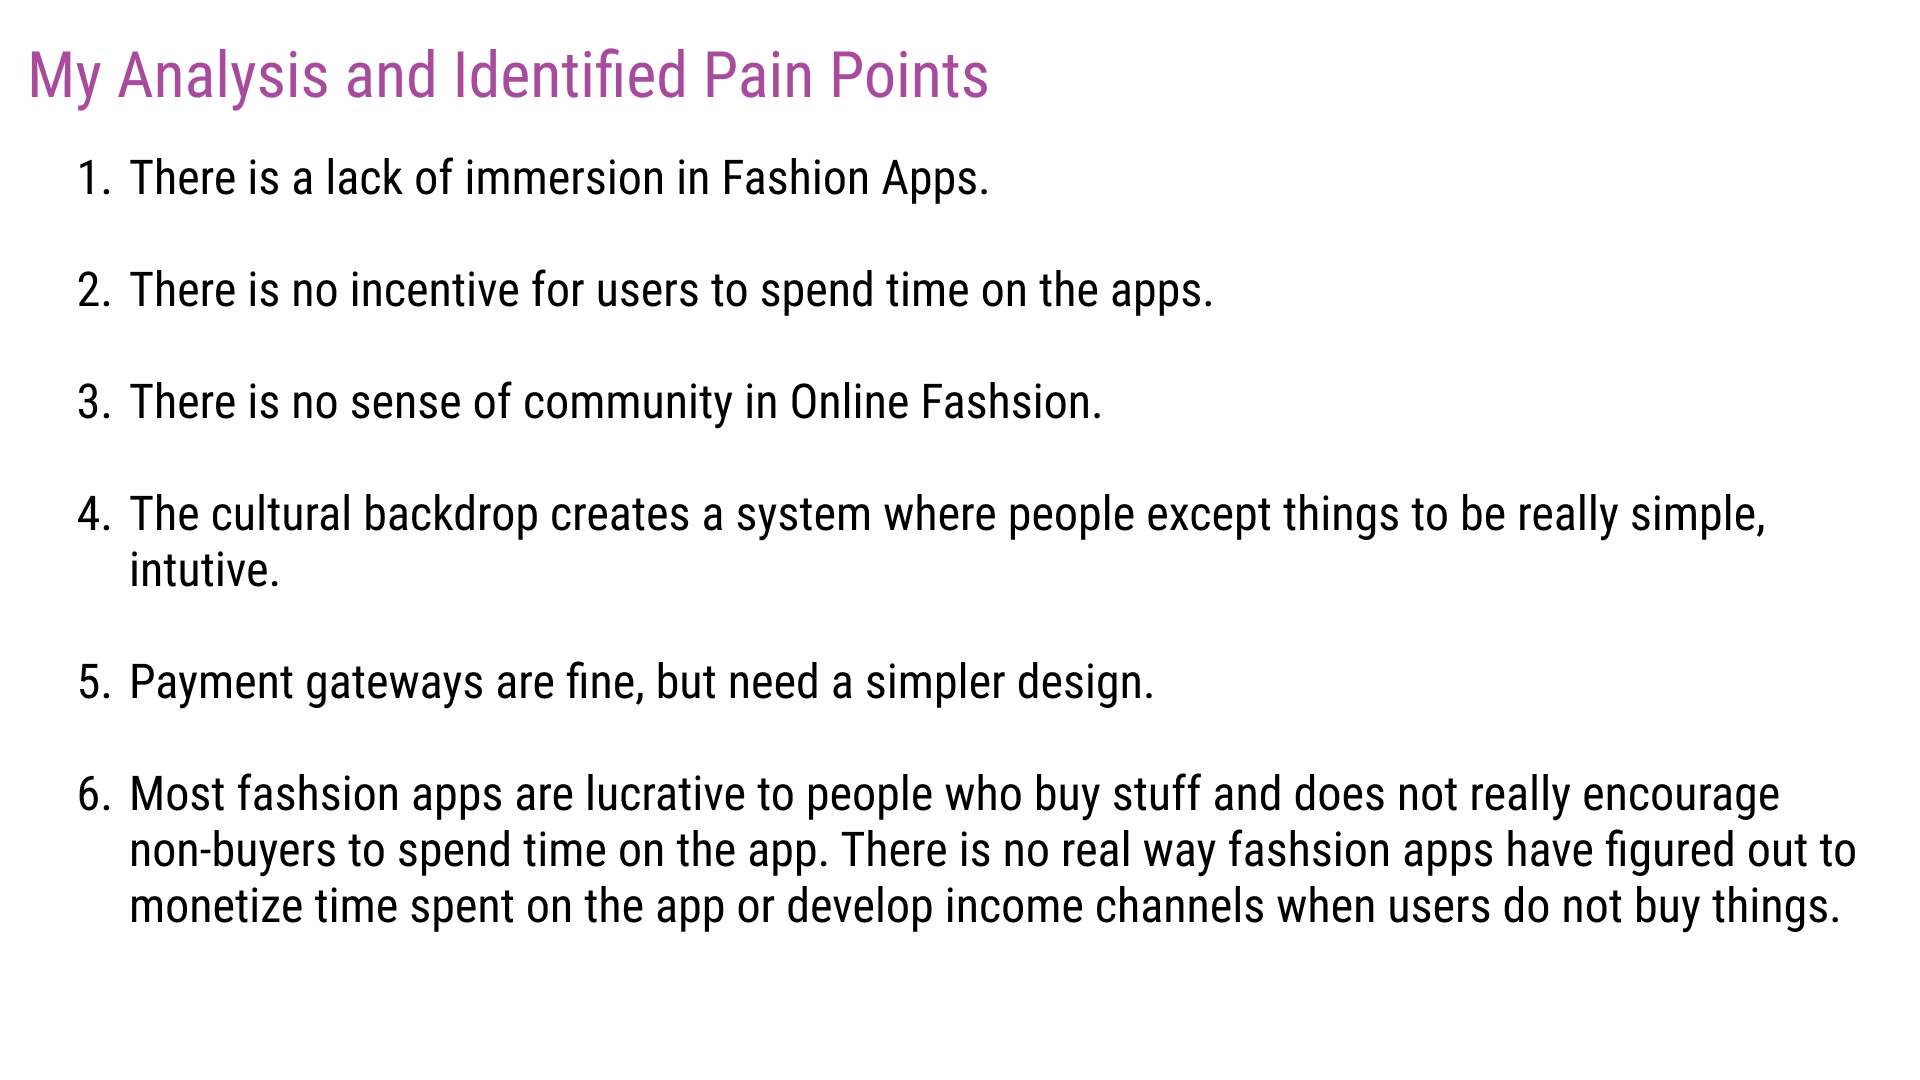 My Analysis and Identified Pain Points
1. There is a lack of immersion in Fashion Apps.
2. There is no incentive for users to spend time on the apps.
3. There is no sense of community in Online Fashsion.
4. The cultural backdrop creates a system where people except things to be really simple,
intutive.
5. Payment gateways are fine, but need a simpler design.
6. Most fashsion apps are lucrative to people who buy stuff and does not really encourage
non-buyers to spend time on the app. There is no real way fashsion apps have figured out to
monetize time spent on the app or develop income channels when users do not buy things.